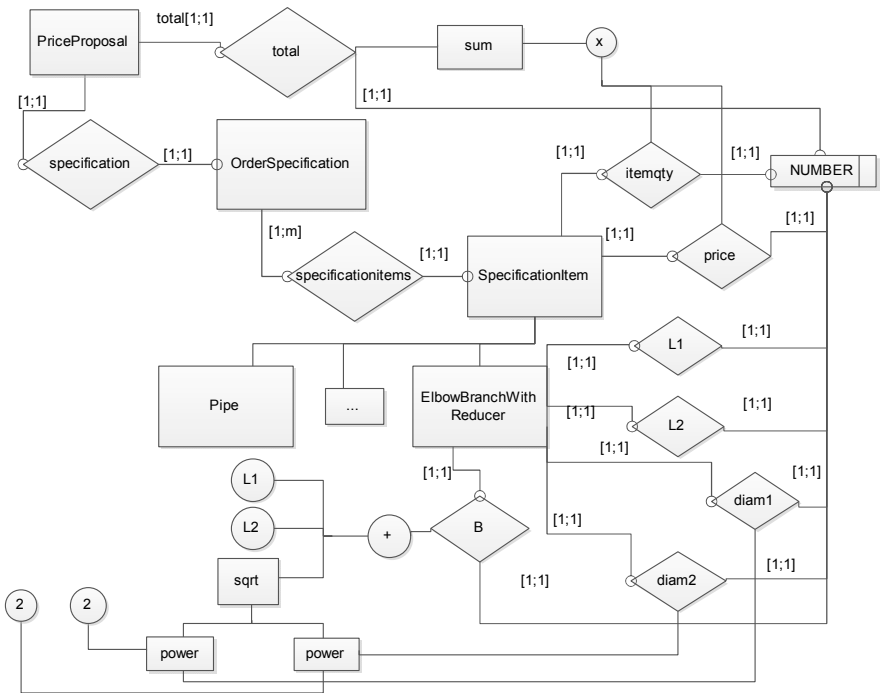 total[1;1]
PriceProposal
total
sum
x
[1;1]
[1;1]
specification
[1;1]
OrderSpecification
[1;1]
itemqty
[1;1]
NUMBER
[1;m]
specificationitems
[1;1]
SpecificationItem
[1;1]
price
[1;1]
L1
[1;1]
[1;1]
Pipe
...
ElbowBranchWith
Reducer
[1;1]
L2
[1;1]
[1;1]
[1;1]
diam1
[1;1]
L1
L2
+
B
[1;1]
[1;1]
diam2
[1;1]
sqrt
2
2
power
power
[1;1]